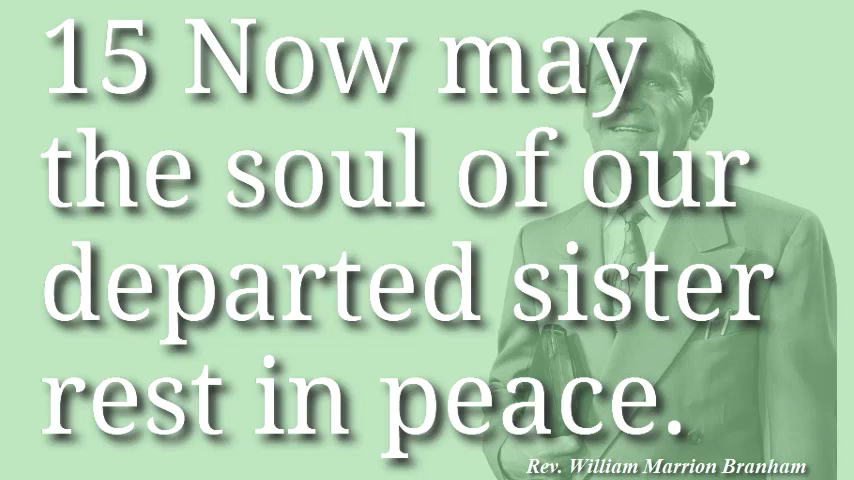 15 Now may
the soul of our
departed sister
rest in peace.
Rev. William Marrion Branham